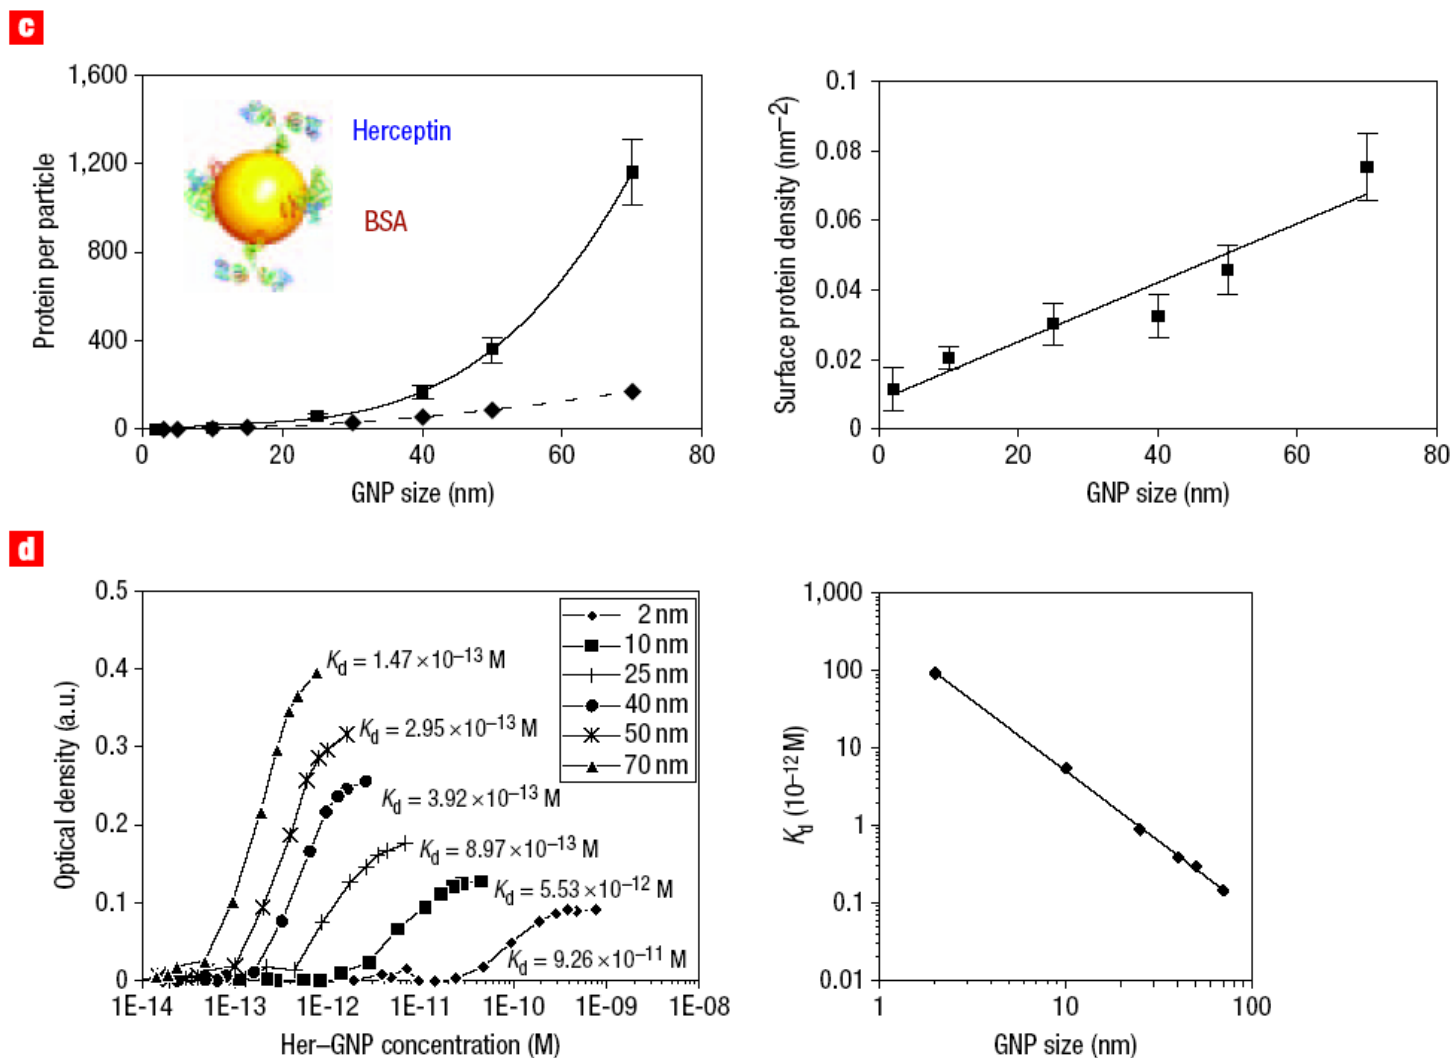 c
1,600
1,200
800
400
0
0
20
40
60
80
Protein per particle
GNP size (nm)
Herceptin
BSA
0.1
0.08
0.06
0.04
0.02
0
0
20
40
60
80
Surface protein density (nm–2)
GNP size (nm)
d
0.5
0.4
0.3
0.2
0.1
0
1E-14
1E-13
1E-12
1E-11
1E-10
1E-09
1E-08
Optical density (a.u.)
Her–GNP concentration (M)
2 nm
10 nm
25 nm
40 nm
50 nm
70 nm
Kd = 1.47 ×10–13 M
Kd = 2.95 ×10–13 M
Kd = 3.92 ×10–13 M
Kd = 8.97 ×10–13 M
Kd = 5.53 ×10–12 M
Kd = 9.26 ×10–11 M
1,000
100
10
1
0.1
0.01
1
10
100
Kd (10–12 M)
GNP size (nm)